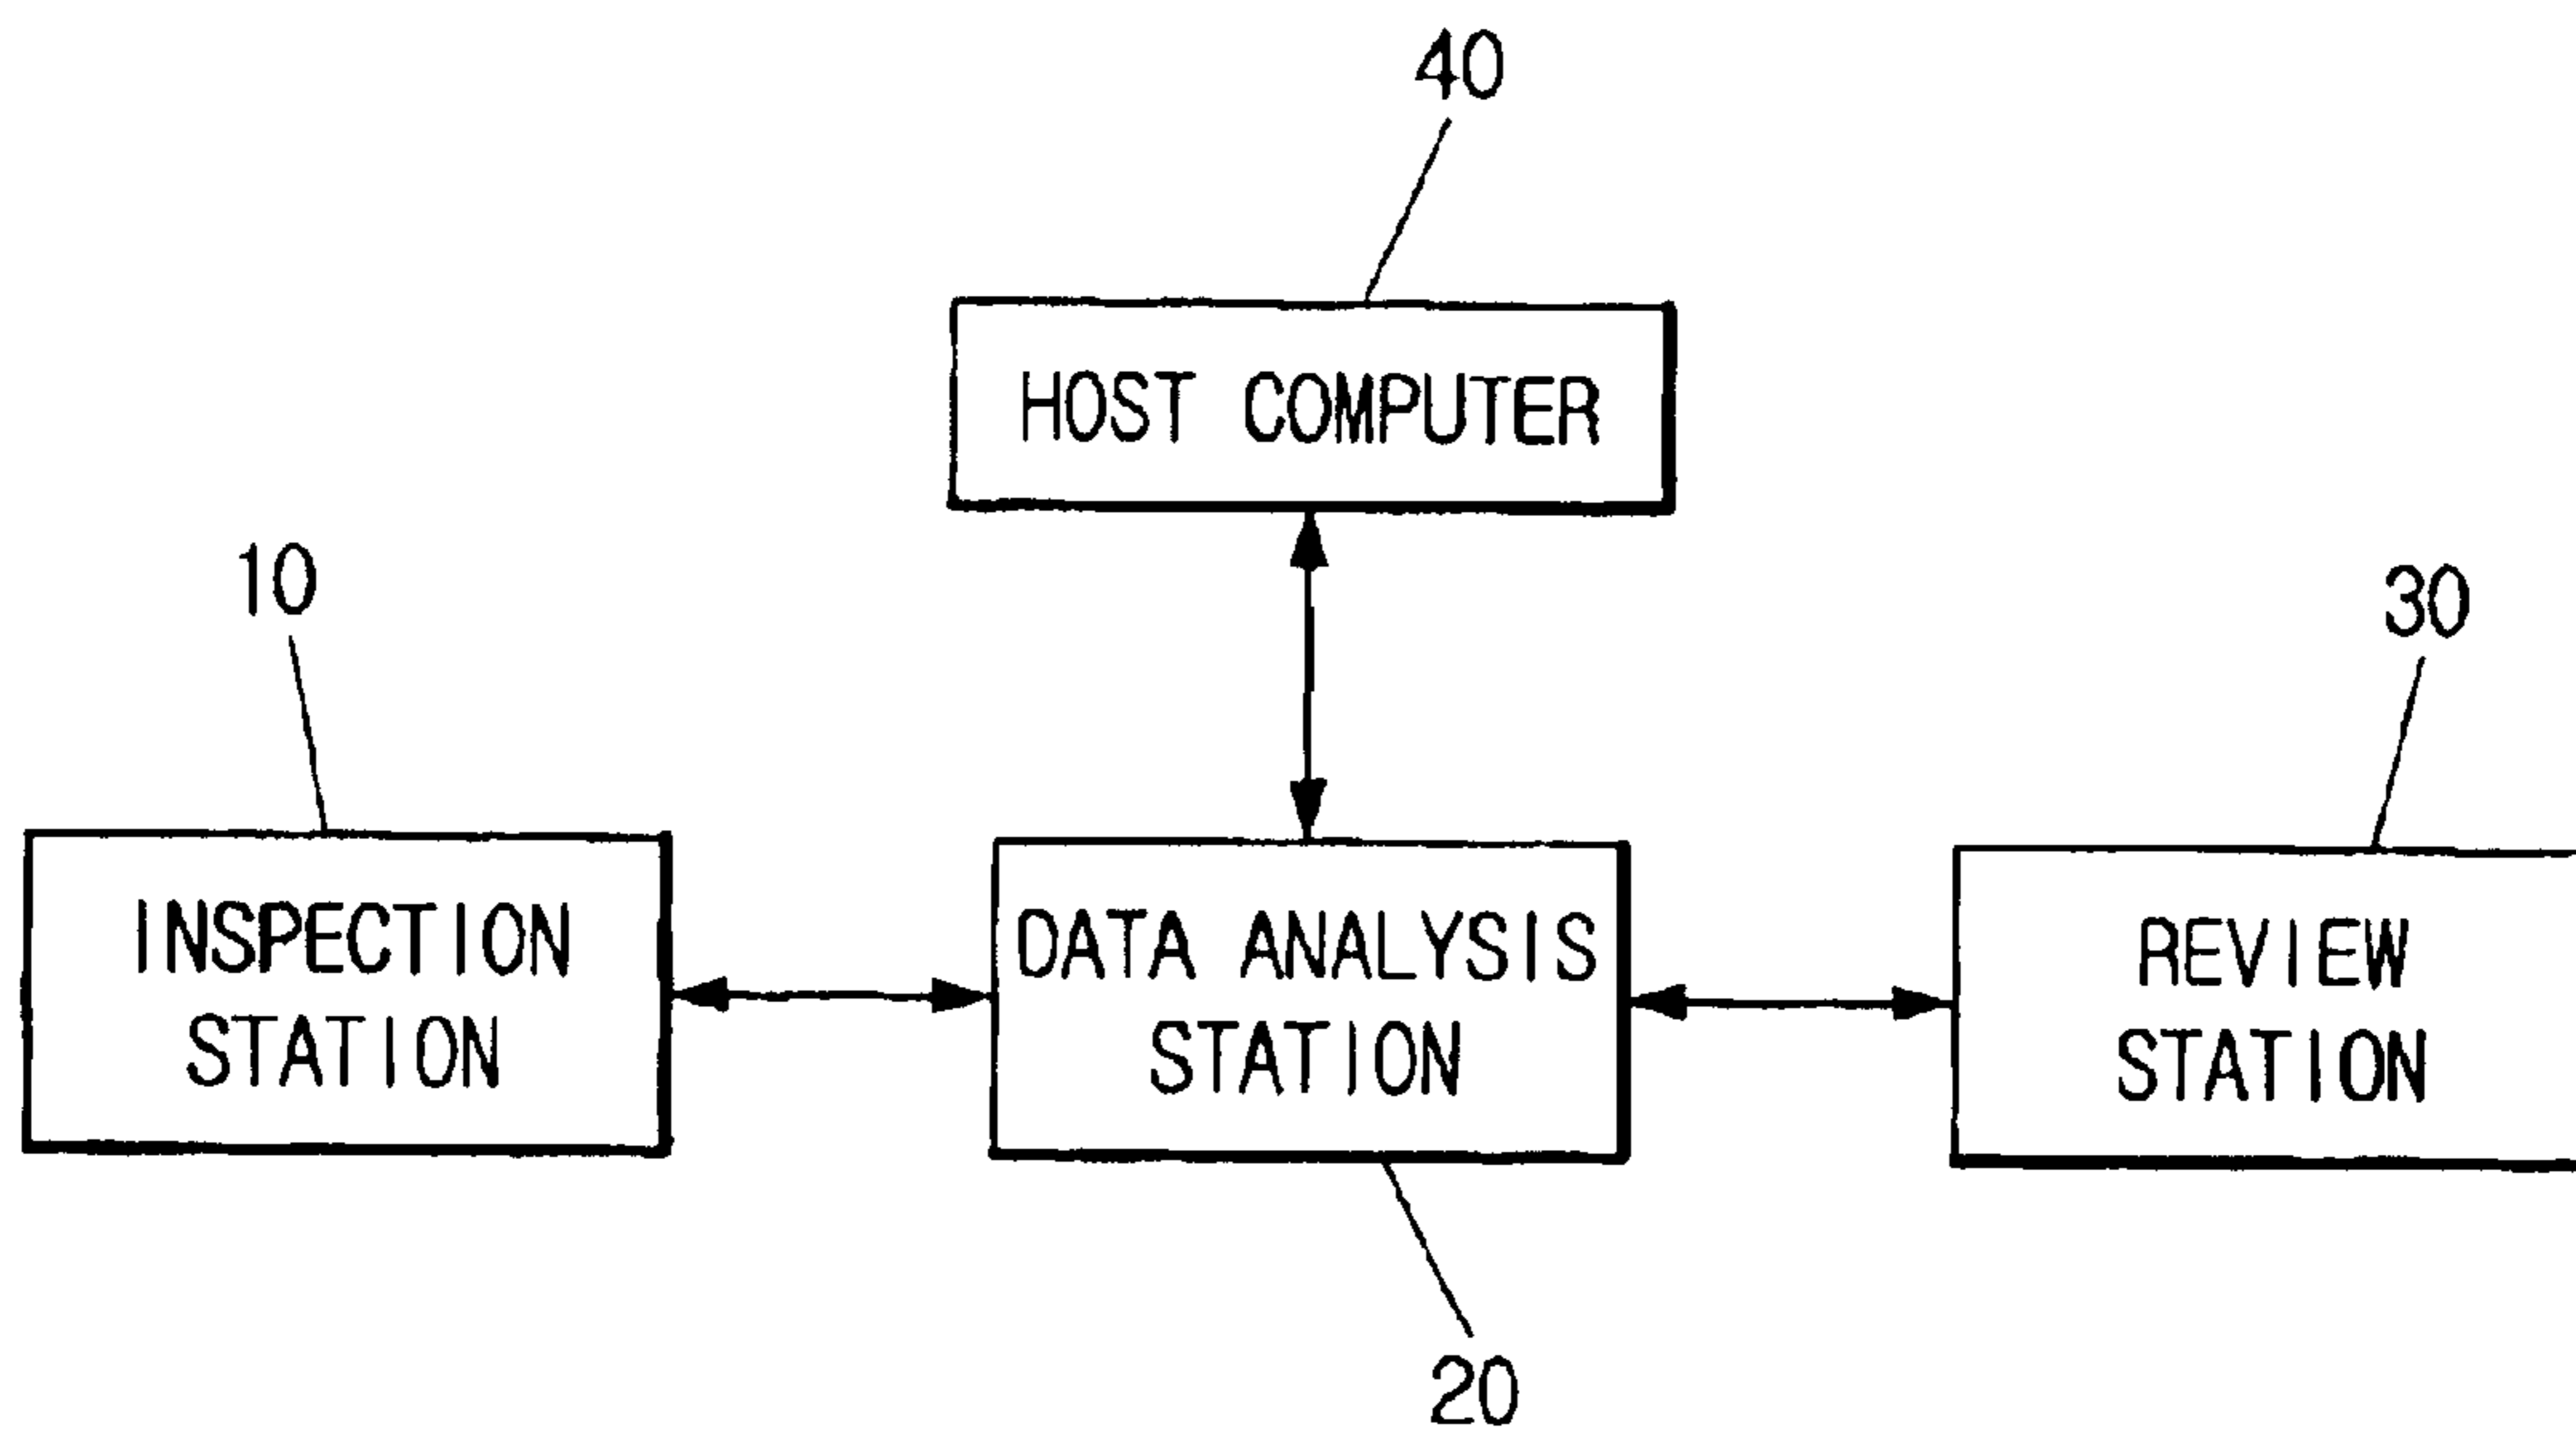 40
HOST COMPUTER
10
30
INSPECTION
STATION
DATA ANALYSIS
STATION
REVIEW
STATION
20